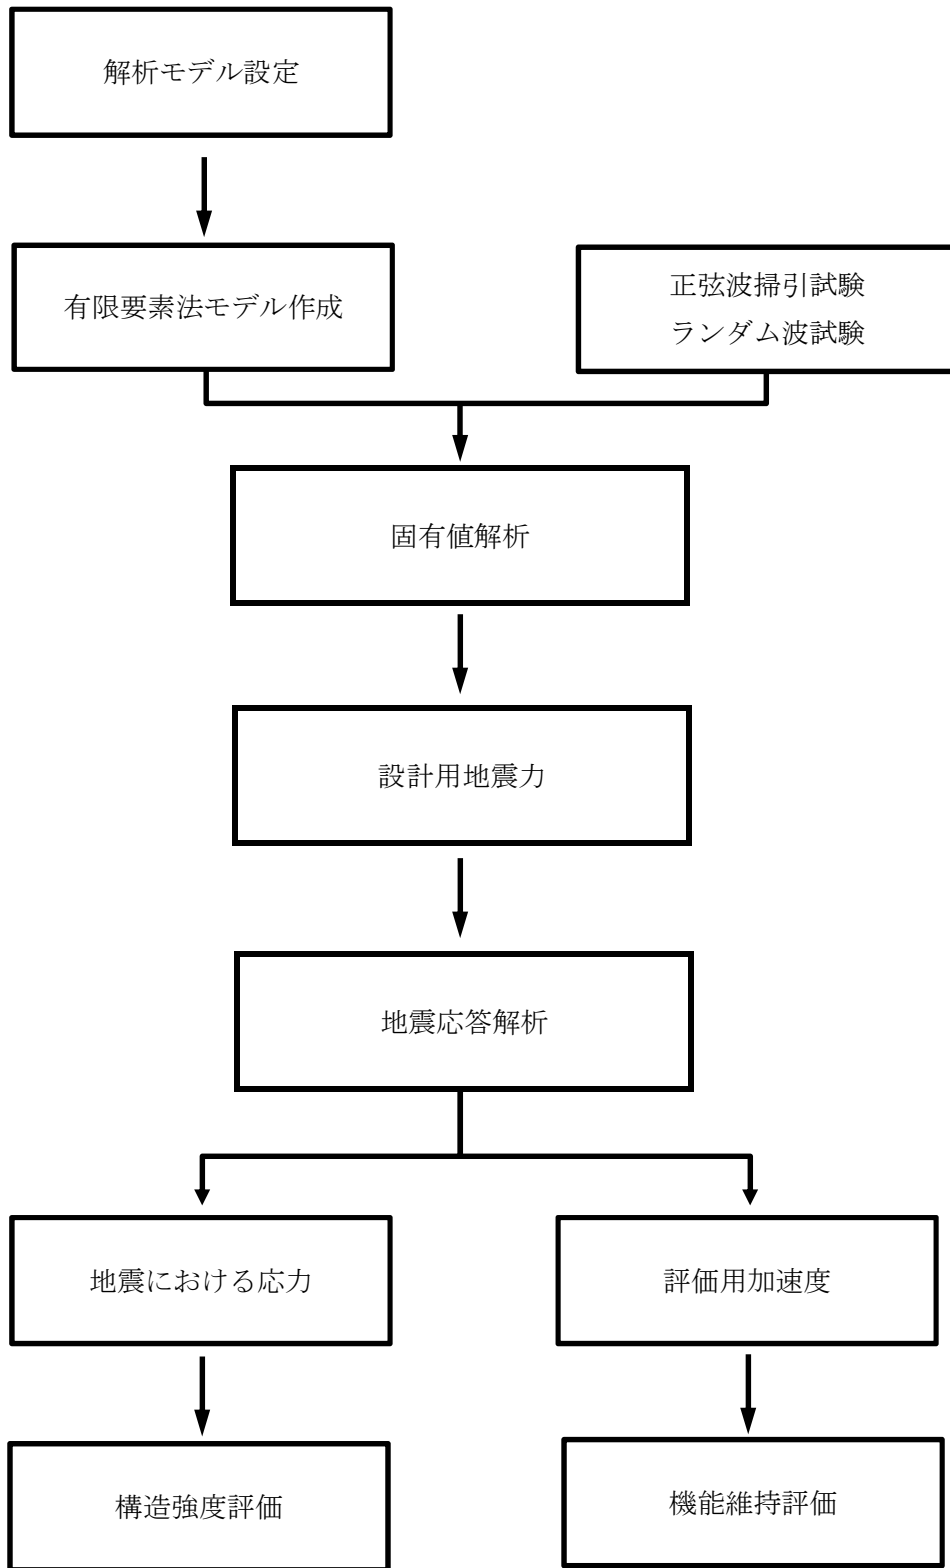 解析モデル設定
有限要素法モデル作成
正弦波掃引試験
ランダム波試験
固有値解析
設計用地震力
地震応答解析
地震における応力
評価用加速度
構造強度評価
機能維持評価